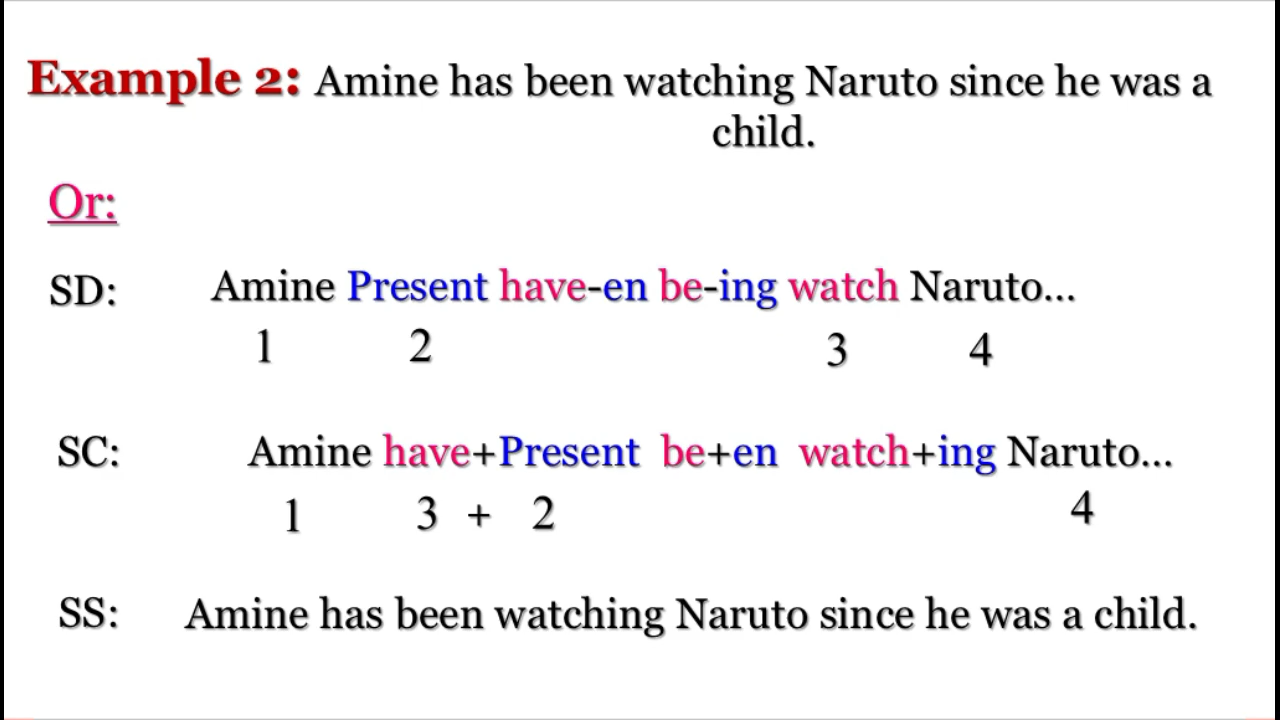 Example 2: Amine has been watching Naruto since he was a
child.
Or:
SD: Amine Present have-en be-ing watch Naruto...
1 2 3 4
SC: Amine have+Present be+en watch+ing Naruto...
1 3 + 2 4
SS: Amine has been watching Naruto since he was a child.